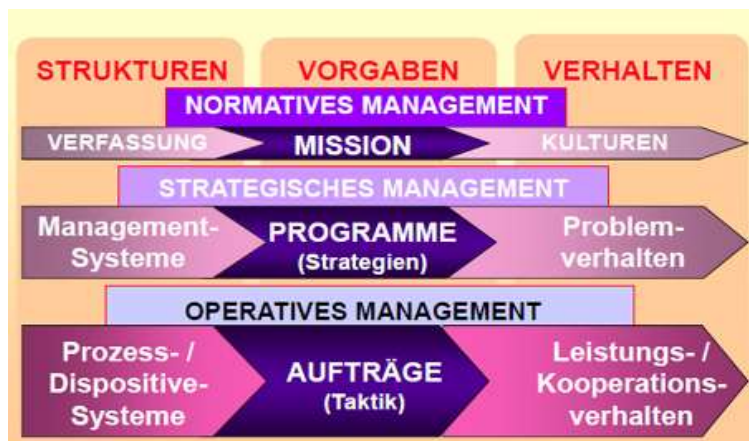 STRUKTUREN VORGABEN VERHALTEN
NORMATIVES MANAGEMENT
VERFASSUNG MISSION KULTUREN
STRATEGISCHES MANAGEMENT
Management-
Systeme
PROGRAMME
(Strategien)
Problem-
verhalten
OPERATIVES MANAGEMENT
Prozess- /
Dispositive-
Systeme
AUFTRÄGE
(Taktik)
Leistungs- /
Kooperations-
verhalten